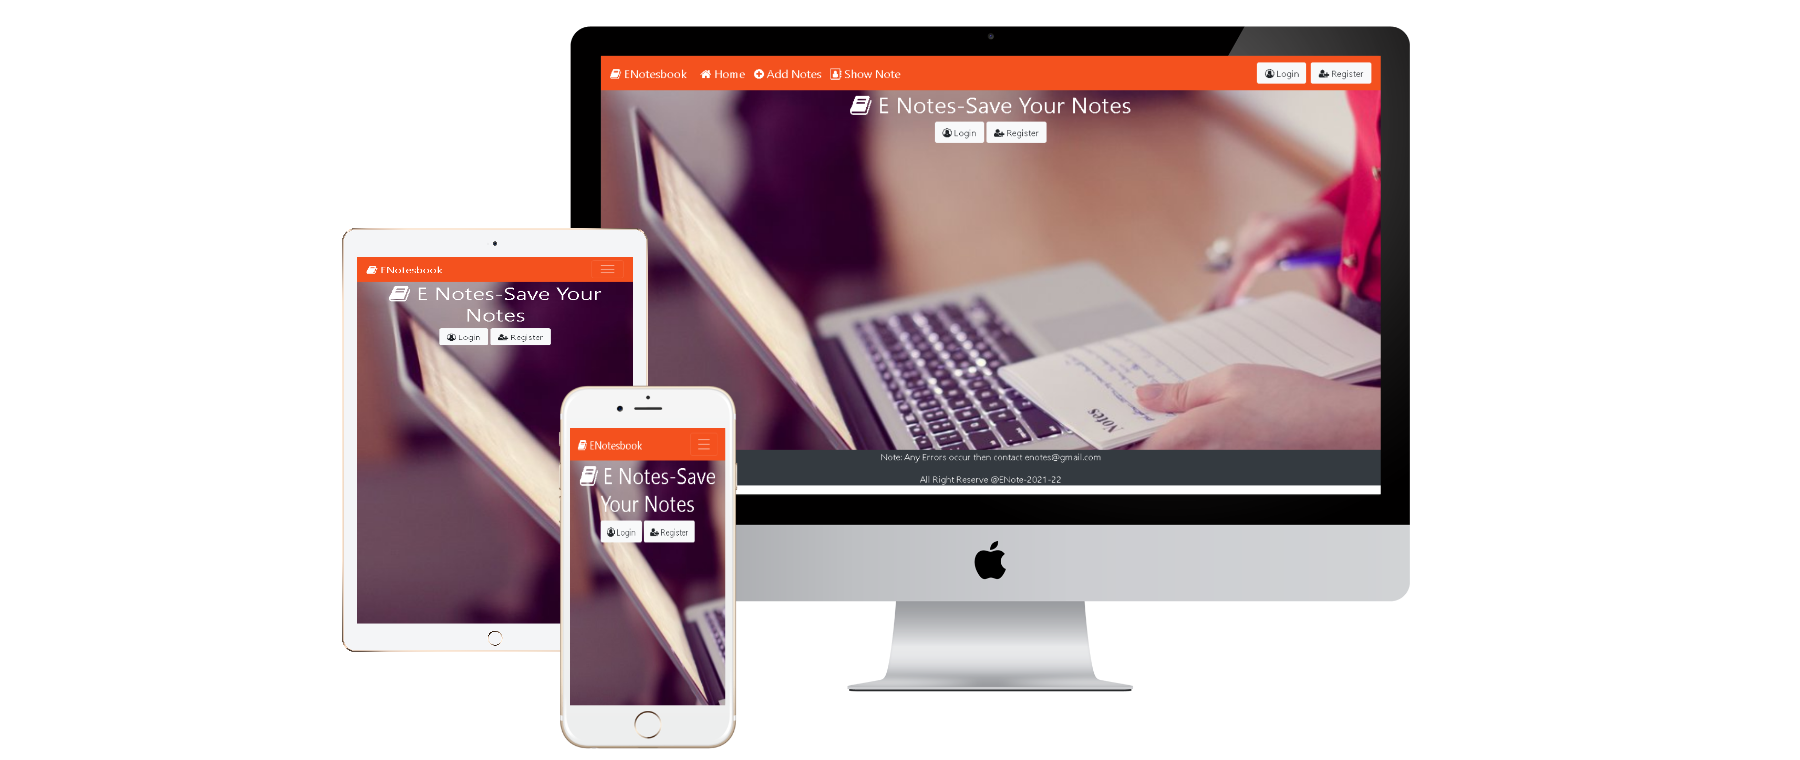 ENotesbook Home Add Notes Show Note Login Register
E Notes-Save Your Notes
Login Register
Notes
Note: Any Errors occur then contact enotes@gmail.com
All Right Reserve @ENote-2021-22
ENotesbook
E Notes-Save Your
Notes
Login Register
ENotesbook
E Notes-Save
Your Notes
Login Register